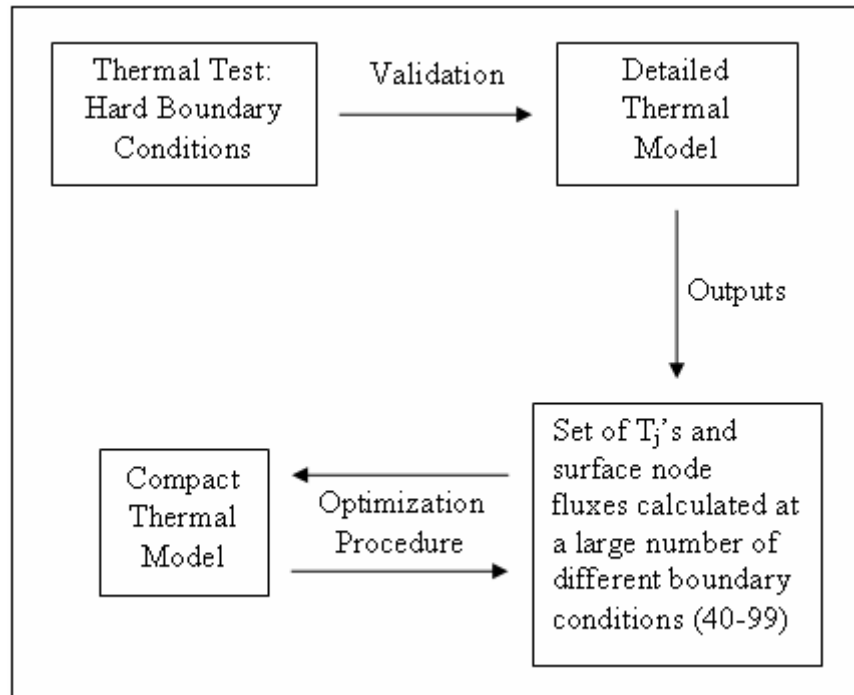 Thermal Test:
Hard Boundary
Conditions
Validation
Detailed
Thermal
Model
Outputs
Set of Tj's and
surface node
fluxes calculated at
a large number of
different boundary
conditions (40-99)
Optimization
Procedure
Compact
Thermal
Model